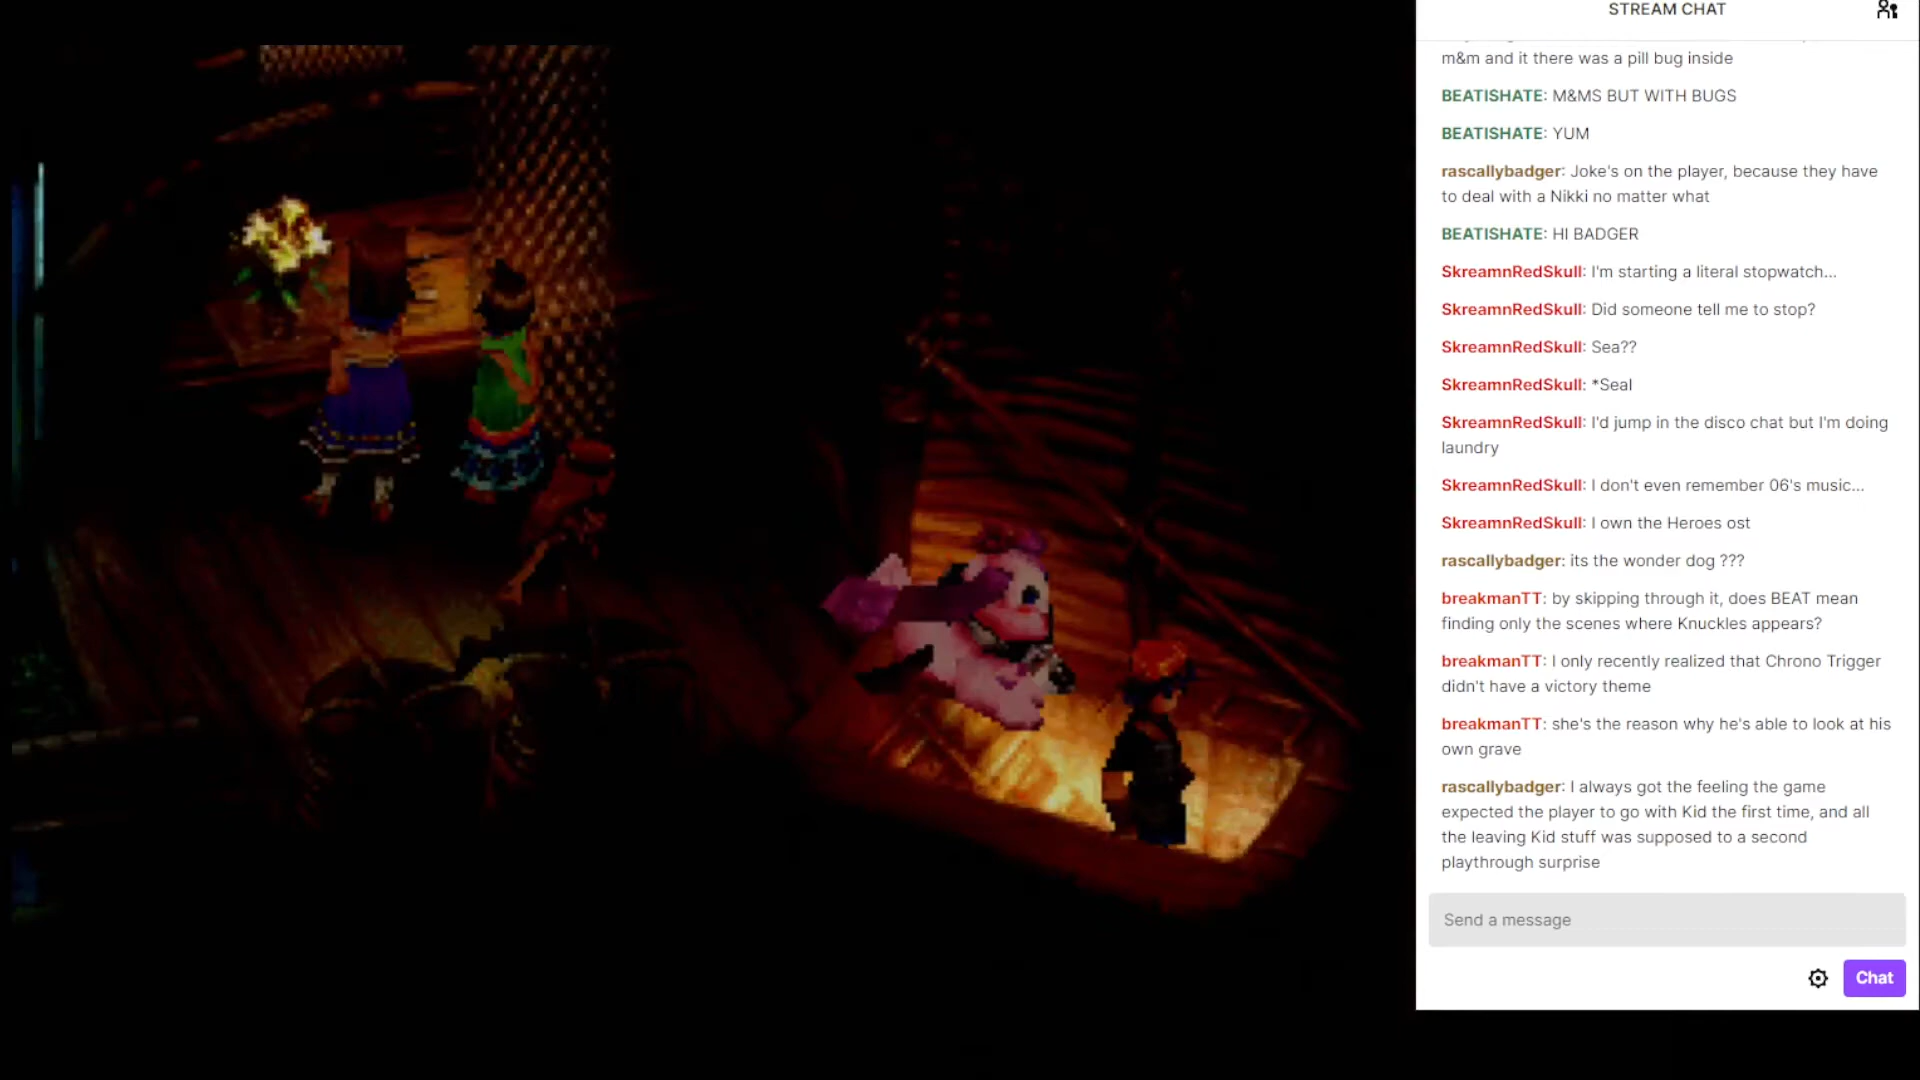 STREAM CHAT
m&m and it there was a pill bug inside
BEATISHATE: M&MS BUT WITH BUGS
BEATISHATE: YUM
rascallybadger: Joke's on the player, because they have
to deal with a Nikki no matter what
BEATISHATE: HI BADGER
SkreamnRedSkull: I'm starting a literal stopwatch...
SkreamnRedSkull: Did someone tell me to stop?
SkreamnRedSkull: Sea??
SkreamnRedSkull: *Seal
SkreamnRedSkull: I'd jump in the disco chat but I'm doing
laundry
SkreamnRedSkull: I don't even remember 06's music...
SkreamnRedSkull: I own the Heroes ost
rascallybadger: its the wonder dog ???
breakmanTT: by skipping through it, does BEAT mean
finding only the scenes where Knuckles appears?
breakmanTT: I only recently realized that Chrono Trigger
didn't have a victory theme
breakmanTT: she's the reason why he's able to look at his
own grave
rascallybadger: I always got the feeling the game
expected the player to go with Kid the first time, and all
the leaving Kid stuff was supposed to a second
playthrough surprise
Send a message
Chat